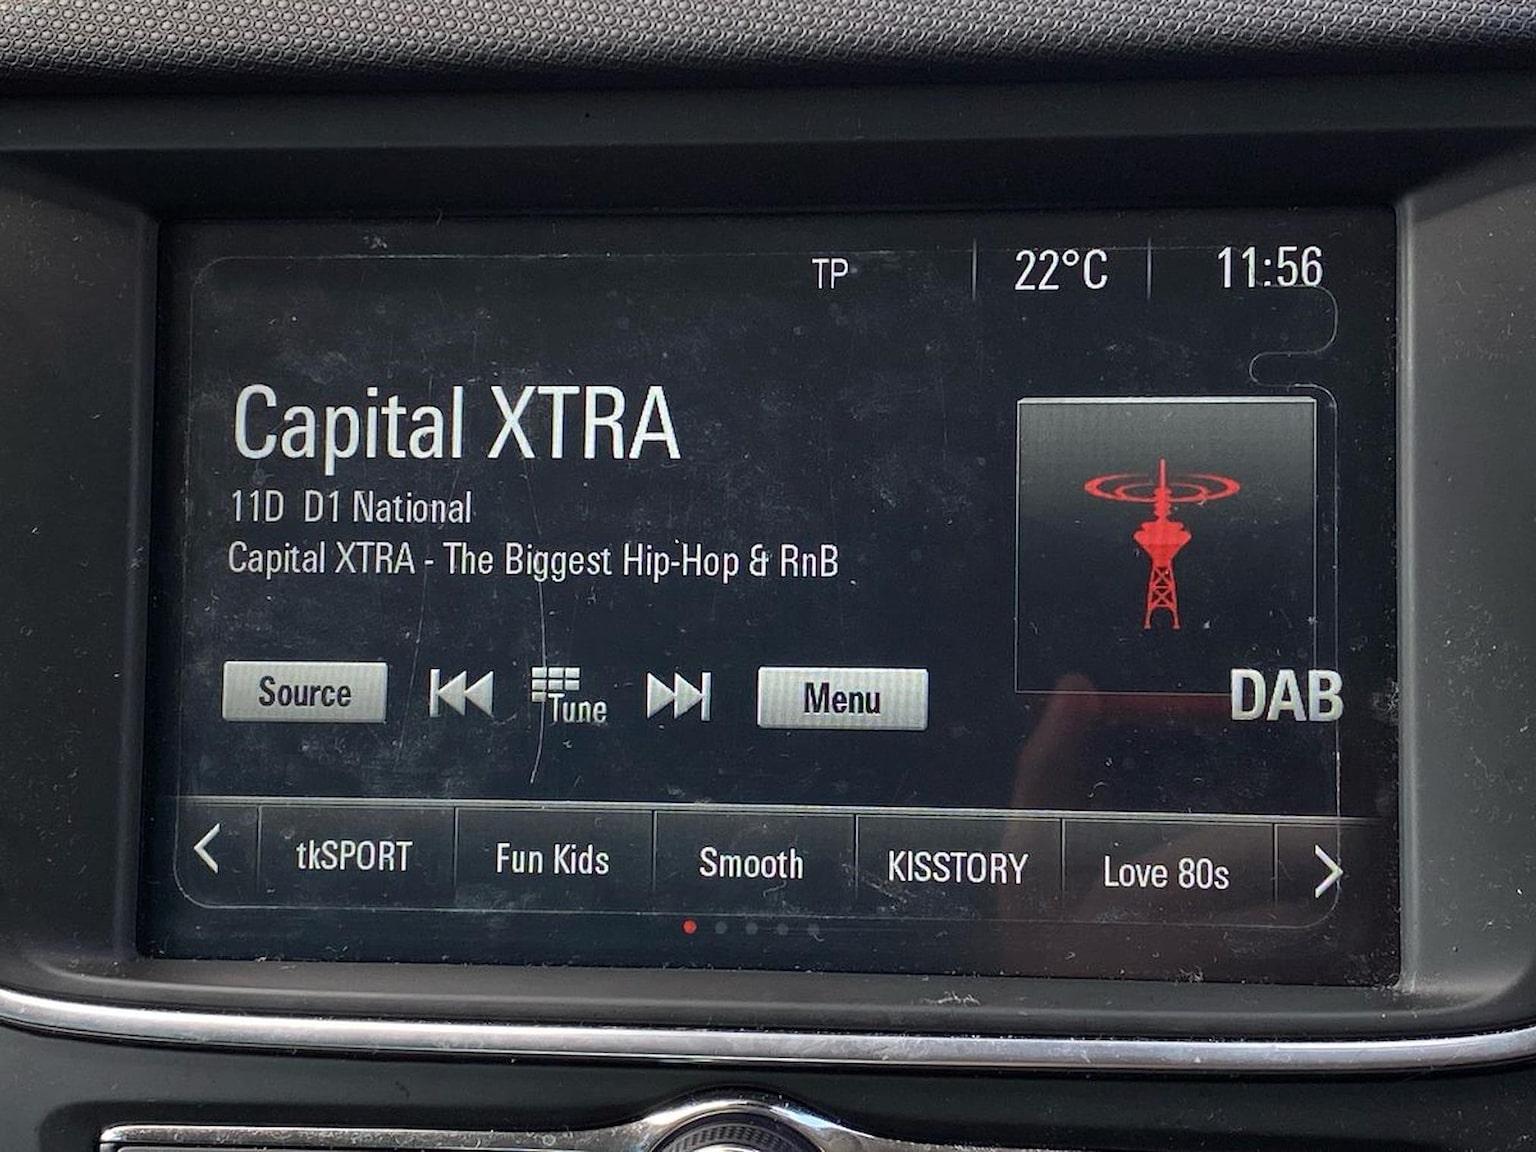 TP 22°C 11:56
Capital XTRA
11D D1 National
Capital XTRA - The Biggest Hip-Hop & RnB
Source Tune Menu
DAB
tkSPORT Fun Kids Smooth KISSTORY Love 80s